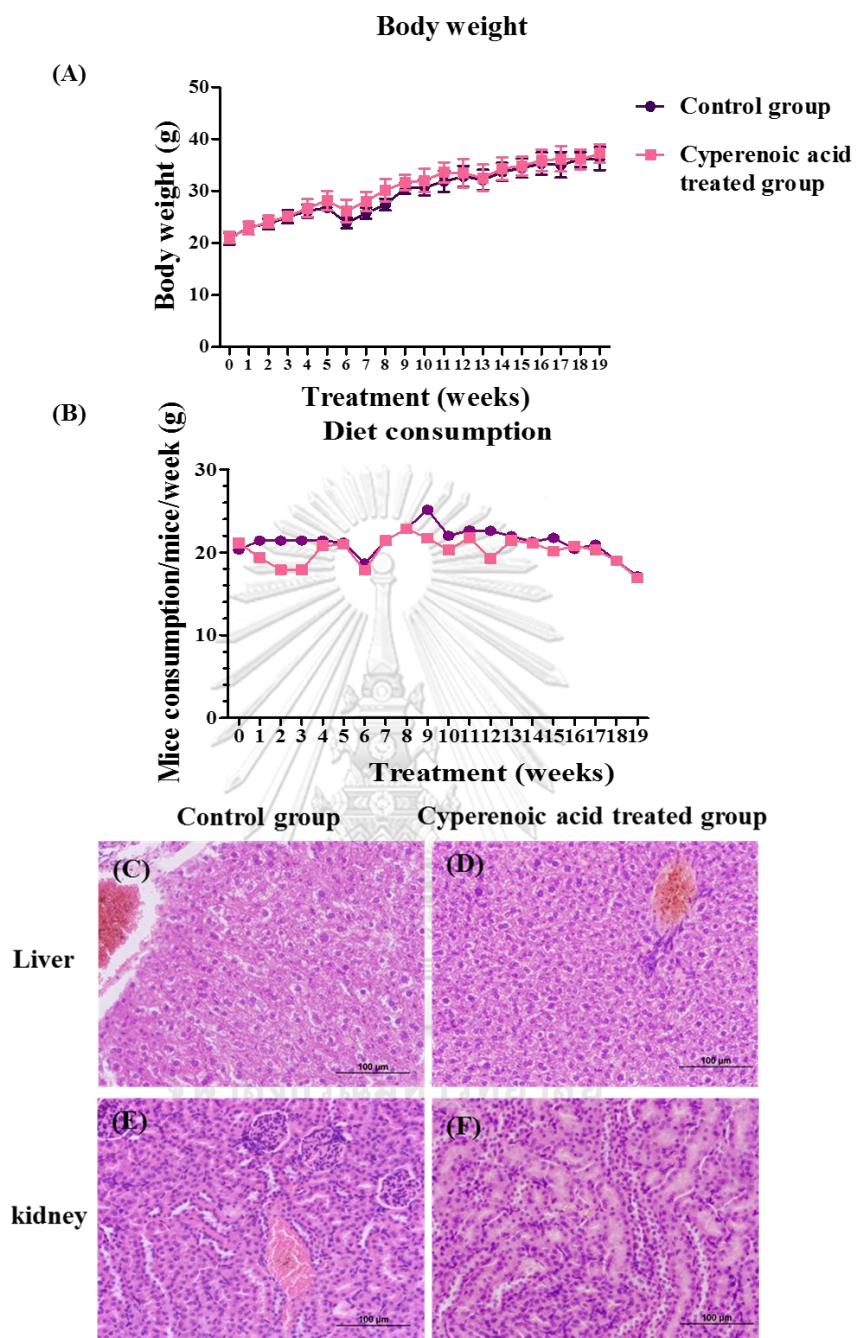 Body weight
(A)
50
40
30
20
10
0
Body weight (g)
0 1 2 3 4 5 6 7 8 9 10 11 12 13 14 15 16 17 18 19
Treatment (weeks)
Control group
Cyperenoic acid
treated group
(B)
Diet consumption
30
20
10
0
Mice consumption/mice/week (g)
0 1 2 3 4 5 6 7 8 9 10 11 12 13 14 15 16 17 18 19
Treatment (weeks)
Control group
Cyperenoic acid treated group
Liver
(C)
100 µm
(D)
100 µm
kidney
(E)
100 µm
(F)
100 µm